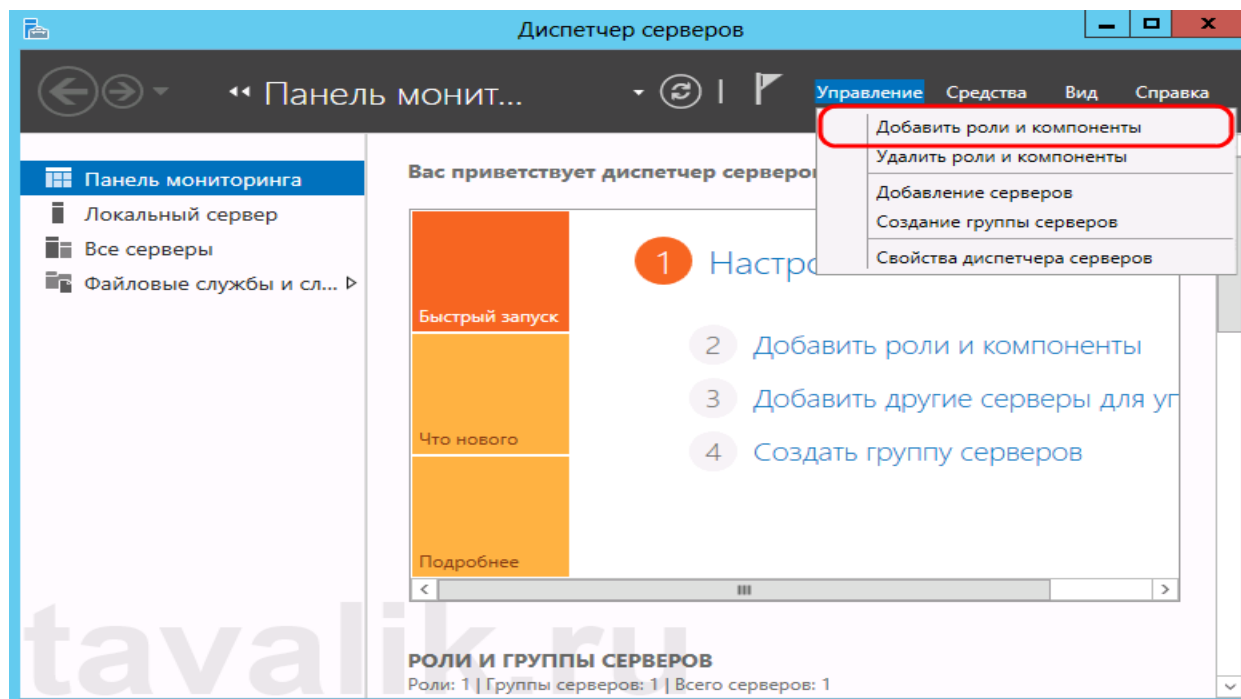 Диспетчер серверов
Панель монит...
Управление Средства Вид Справка
Добавить роли и компоненты
Удалить роли и компоненты
Добавление серверов
Создание группы серверов
Свойства диспетчера серверов
Панель мониторинга
Локальный сервер
Все серверы
Файловые службы и сл...
Вас приветствует диспетчер серверо
1 Настро
Быстрый запуск
2 Добавить роли и компоненты
3 Добавить другие серверы для уп
Что нового
4 Создать группу серверов
Подробнее
РОЛИ И ГРУППЫ СЕРВЕРОВ
Роли: 1 | Группы серверов: 1 | Всего серверов: 1
tavalik.ru